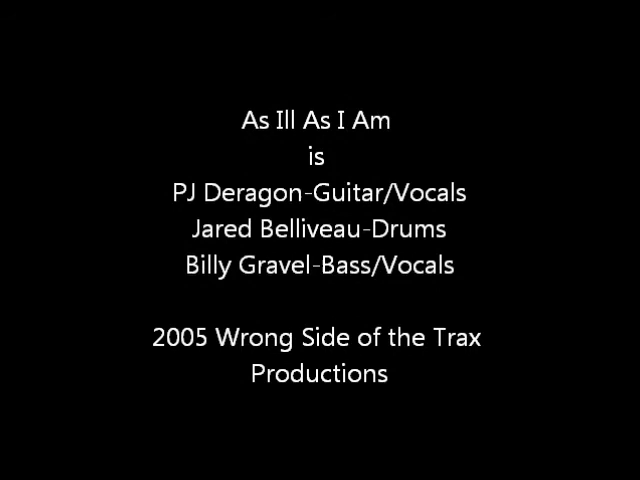 As Ill As I Am
is
PJ Deragon-Guitar/Vocals
Jared Belliveau-Drums
Billy Gravel-Bass/Vocals
2005 Wrong Side of the Trax
Productions